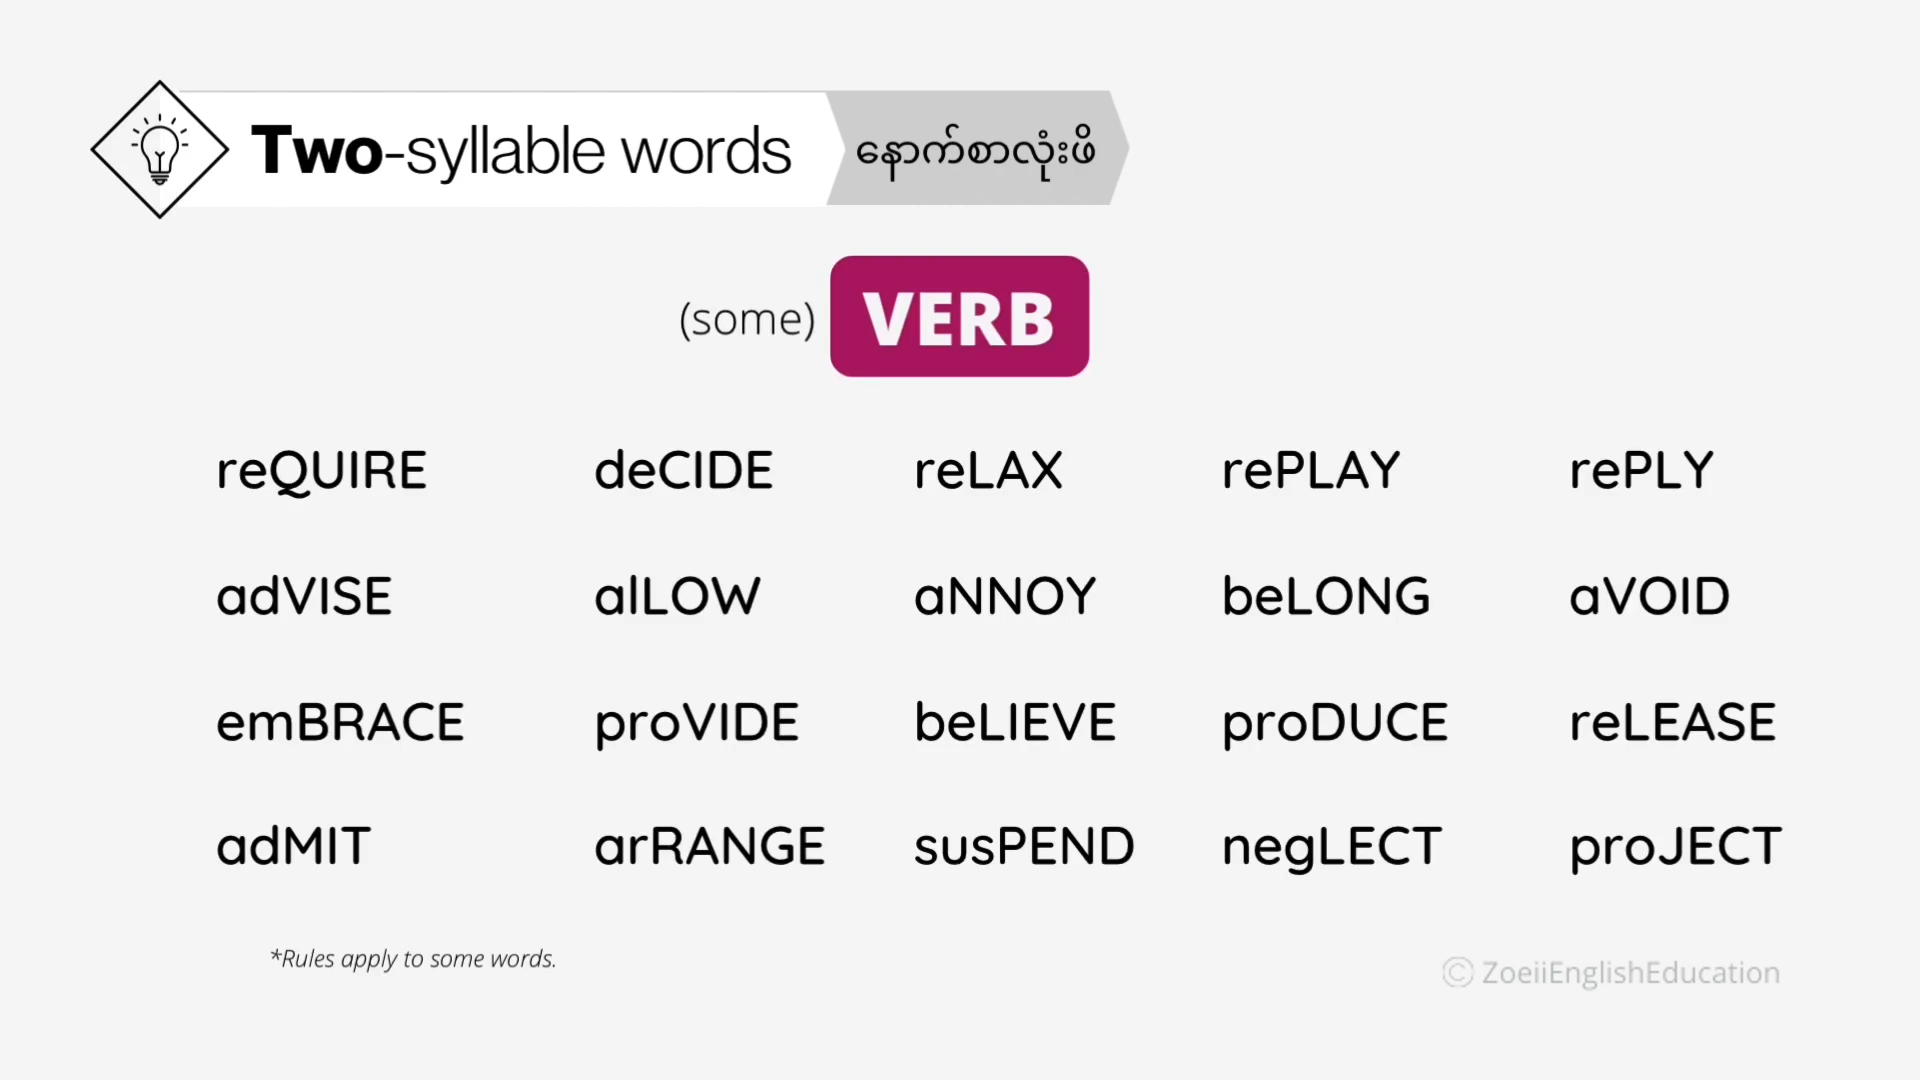 Two-syllable words
နောက်စာလုံးဖိ
(some) VERB
reQUIRE deCIDE reLAX rePLAY rePLY
adVISE alLOW aNNOY beLONG aVOID
emBRACE proVIDE beLIEVE proDUCE reLEASE
adMIT arRANGE susPEND negLECT proJECT
*Rules apply to some words.
© ZoeiiEnglishEducation